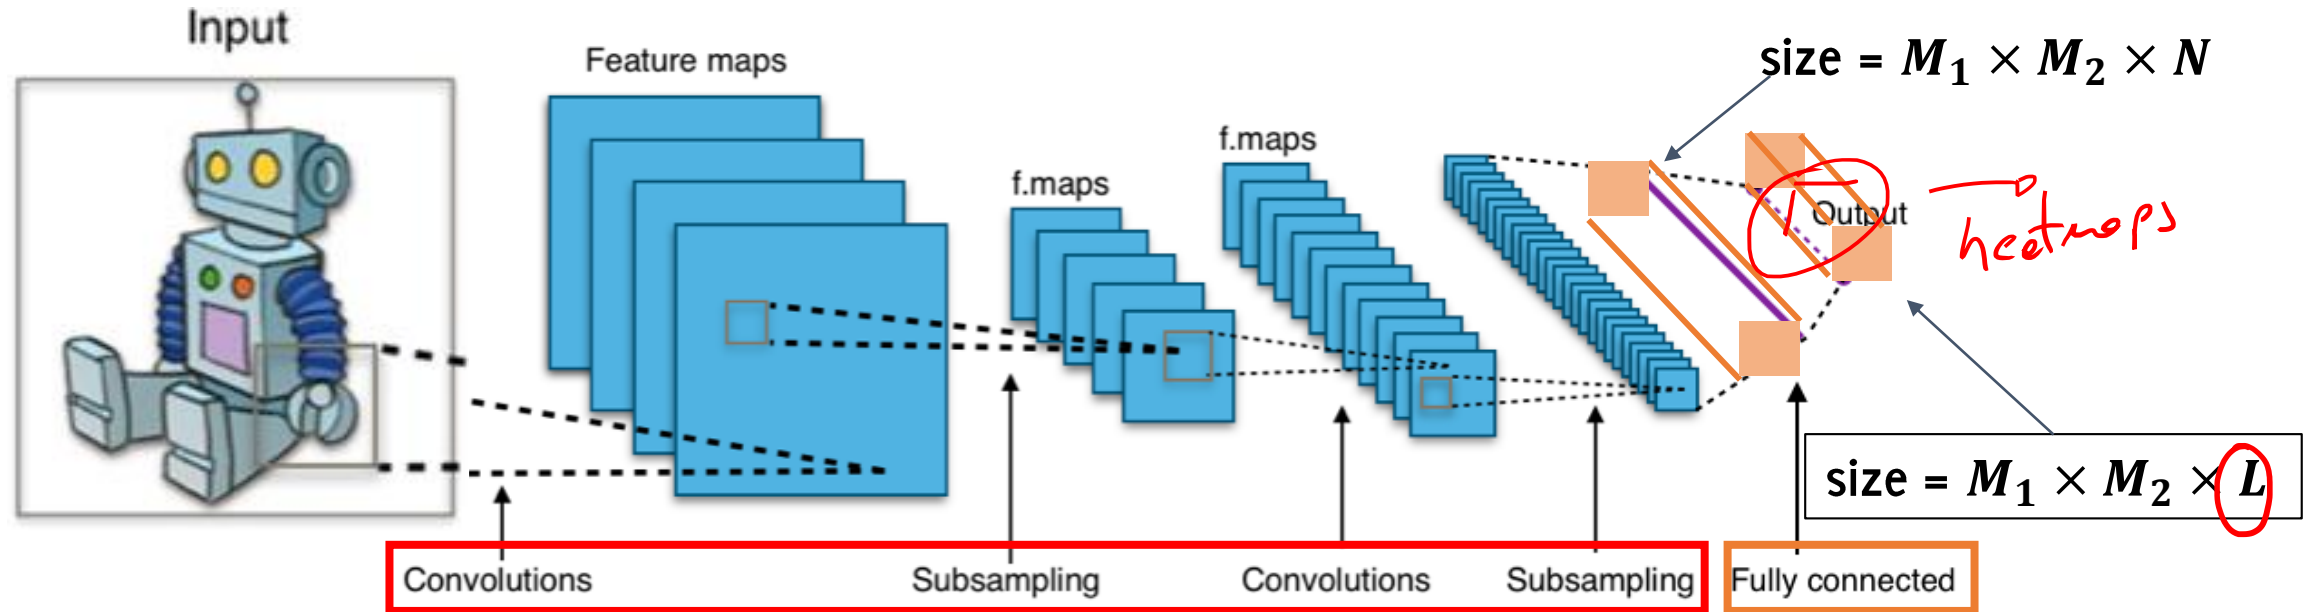 Input
Feature maps
f.maps
f.maps
size = M₁ × M₂ × N
Output
heatmaps
size = M₁ × M₂ × L
Convolutions
Subsampling
Convolutions
Subsampling
Fully connected